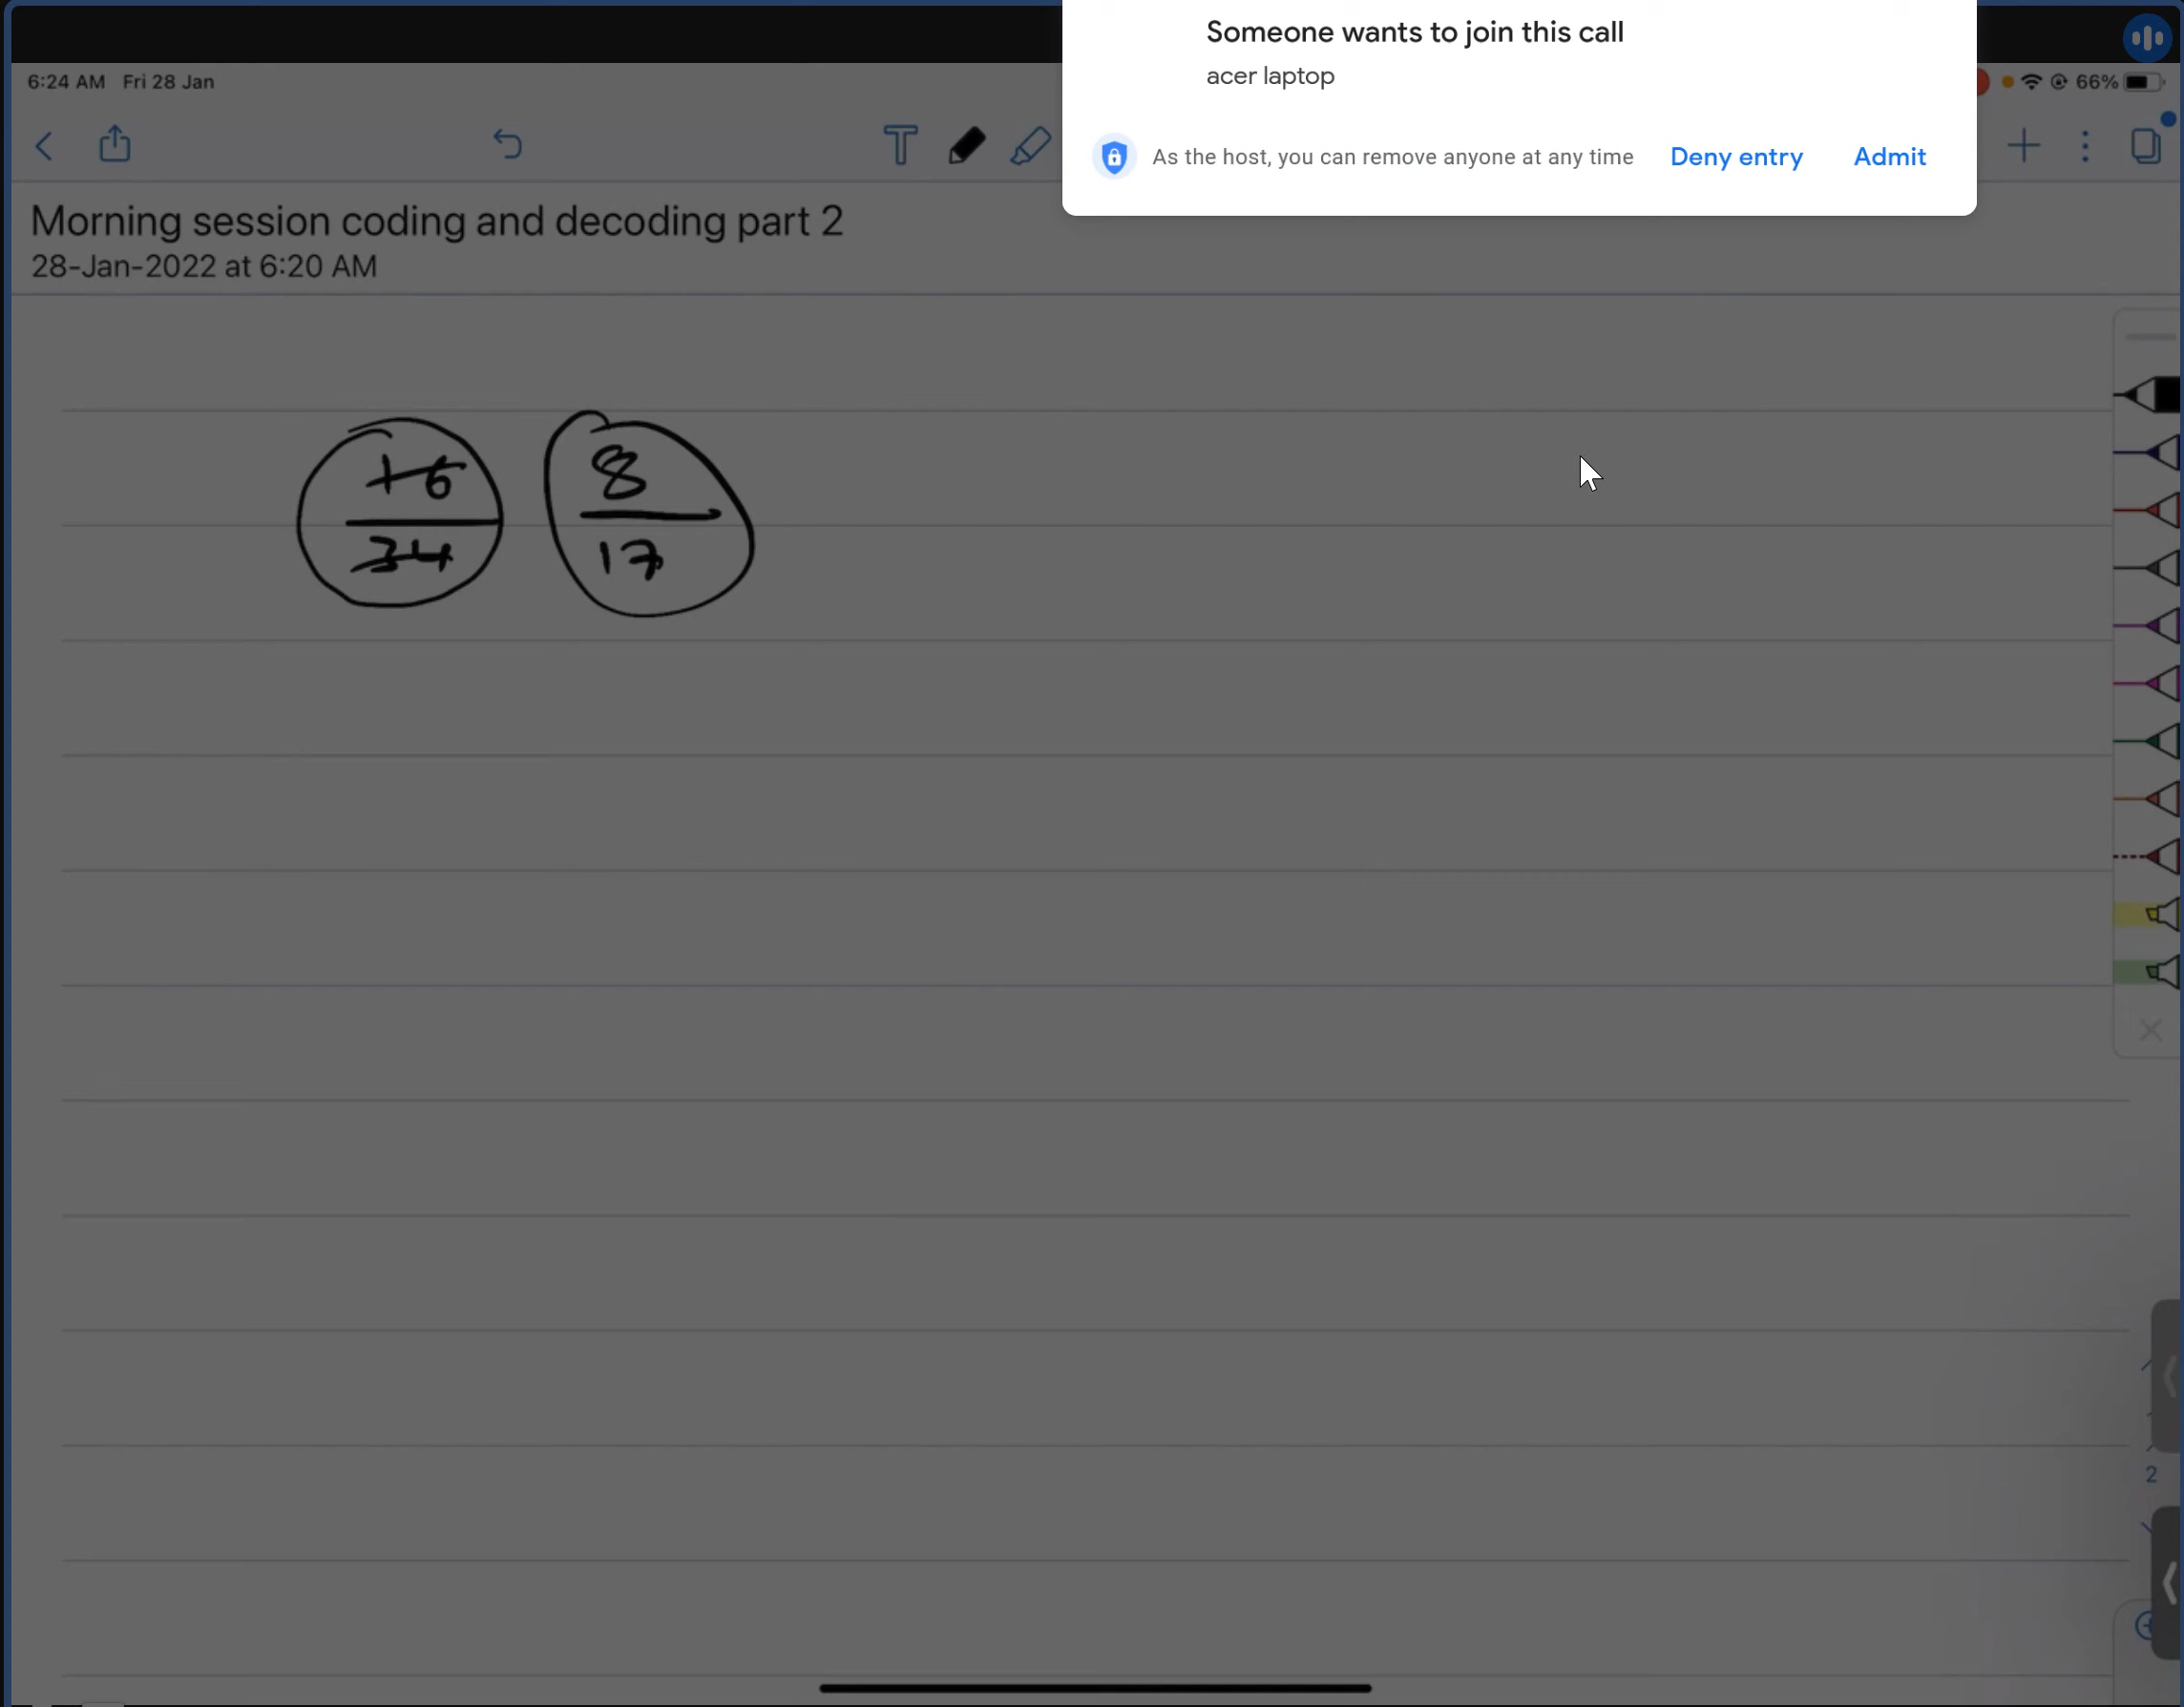 Someone wants to join this call
acer laptop
6:24 AM Fri 28 Jan
66%
As the host, you can remove anyone at any time Deny entry Admit
Morning session coding and decoding part 2
28-Jan-2022 at 6:20 AM
16 8
34 17
2